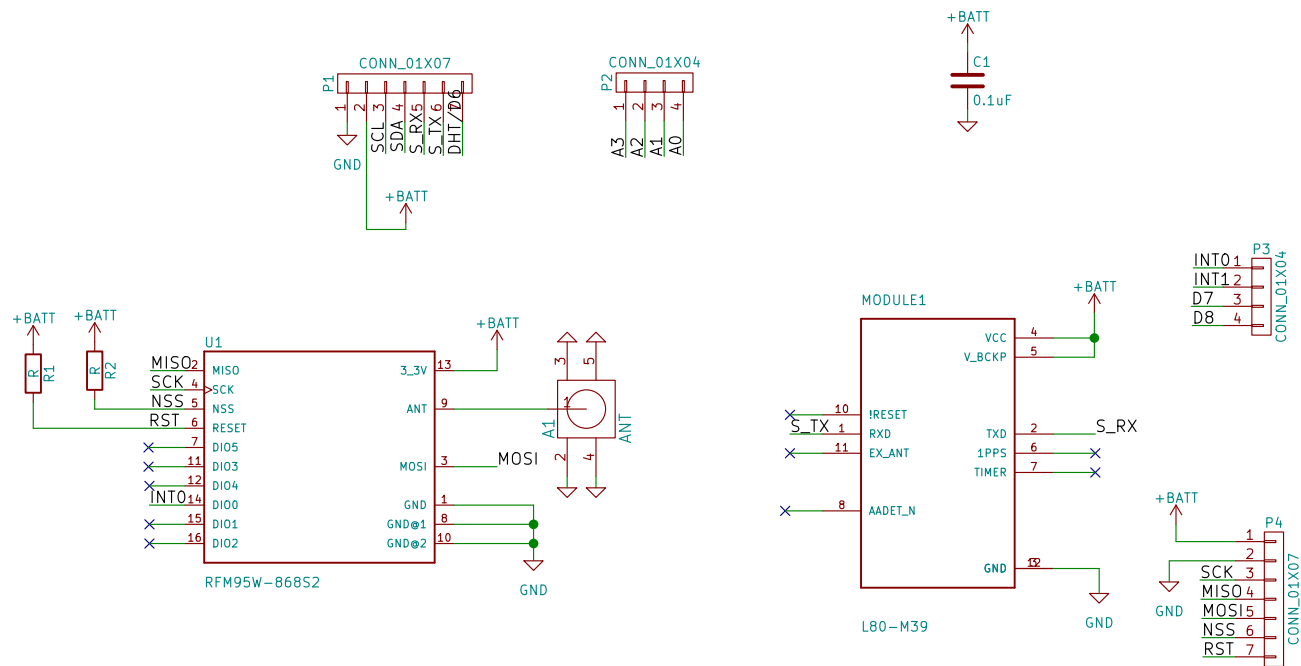 +BATT
CONN_01X07
P1
1
2
3
4
5
6
7
SCL
SDA
S_RX
S_TX
DHT/D6
GND
+BATT
CONN_01X04
P2
1
2
3
4
A3
A2
A1
A0
C1
0.1uF
P3
CONN_01X04
INT0 1
INT1 2
D7 3
D8 4
+BATT
+BATT
R
R1
R
R2
U1
MISO 2 MISO
SCK 4 SCK
NSS 5 NSS
RST 6 RESET
7 DIO5
11 DIO3
12 DIO4
INT0 14 DIO0
15 DIO1
16 DIO2
+BATT
3_3V 13
ANT 9
MOSI 3 MOSI
GND 1
GND@1 8
GND@2 10
GND
RFM95W-868S2
3
5
1
A1
ANT
2
4
MODULE1
+BATT
VCC 4
V_BCKP 5
10 !RESET
S_TX 1 RXD
11 EX_ANT
8 AADET_N
TXD 2 S_RX
1PPS 6
TIMER 7
GND 12
3
GND
L80-M39
+BATT
P4
CONN_01X07
1
2
GND
SCK 3
MISO 4
MOSI 5
NSS 6
RST 7